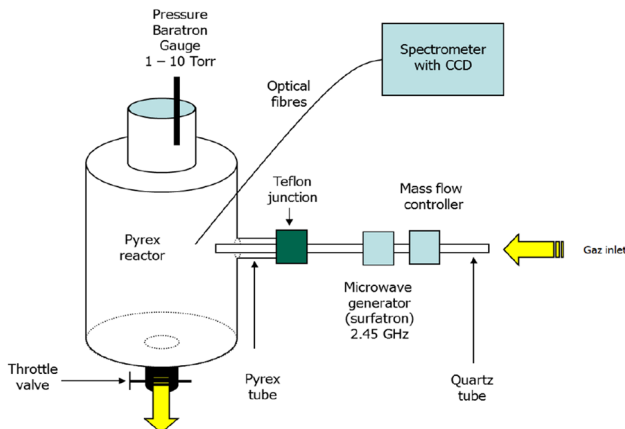 Pressure
Baratron
Gauge
1 – 10 Torr
Spectrometer
with CCD
Optical
fibres
Teflon
junction
Mass flow
controller
Pyrex
reactor
Gaz inlet
Microwave
generator
(surfatron)
2.45 GHz
Throttle
valve
Pyrex
tube
Quartz
tube